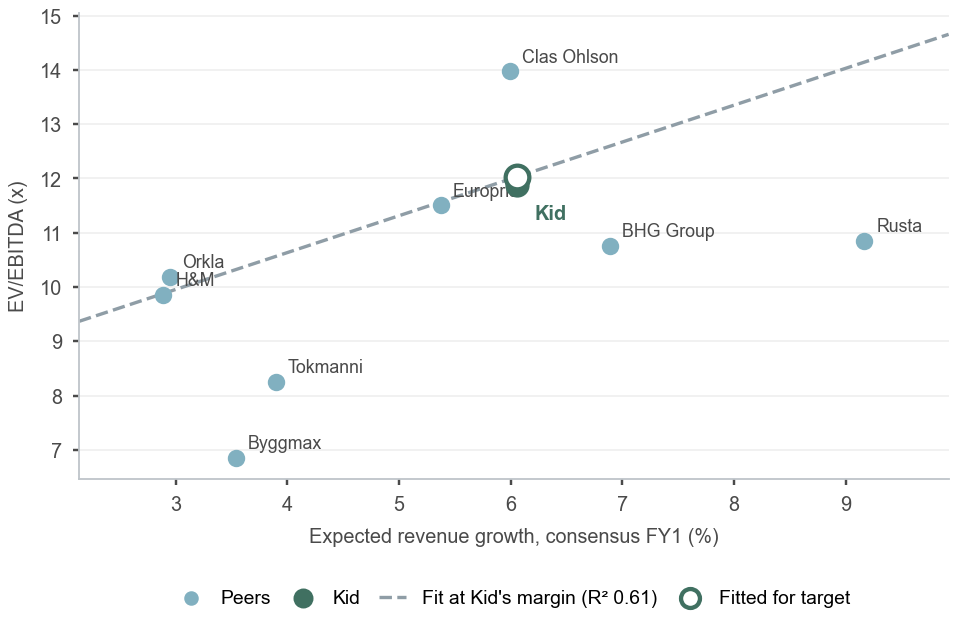 15
14
13
12
11
10
9
8
7
EV/EBITDA (x)
Clas Ohlson
Europris
Kid
BHG Group
Rusta
Orkla
H&M
Tokmanni
Byggmax
3 4 5 6 7 8 9
Expected revenue growth, consensus FY1 (%)
Peers Kid Fit at Kid's margin (R² 0.61) Fitted for target